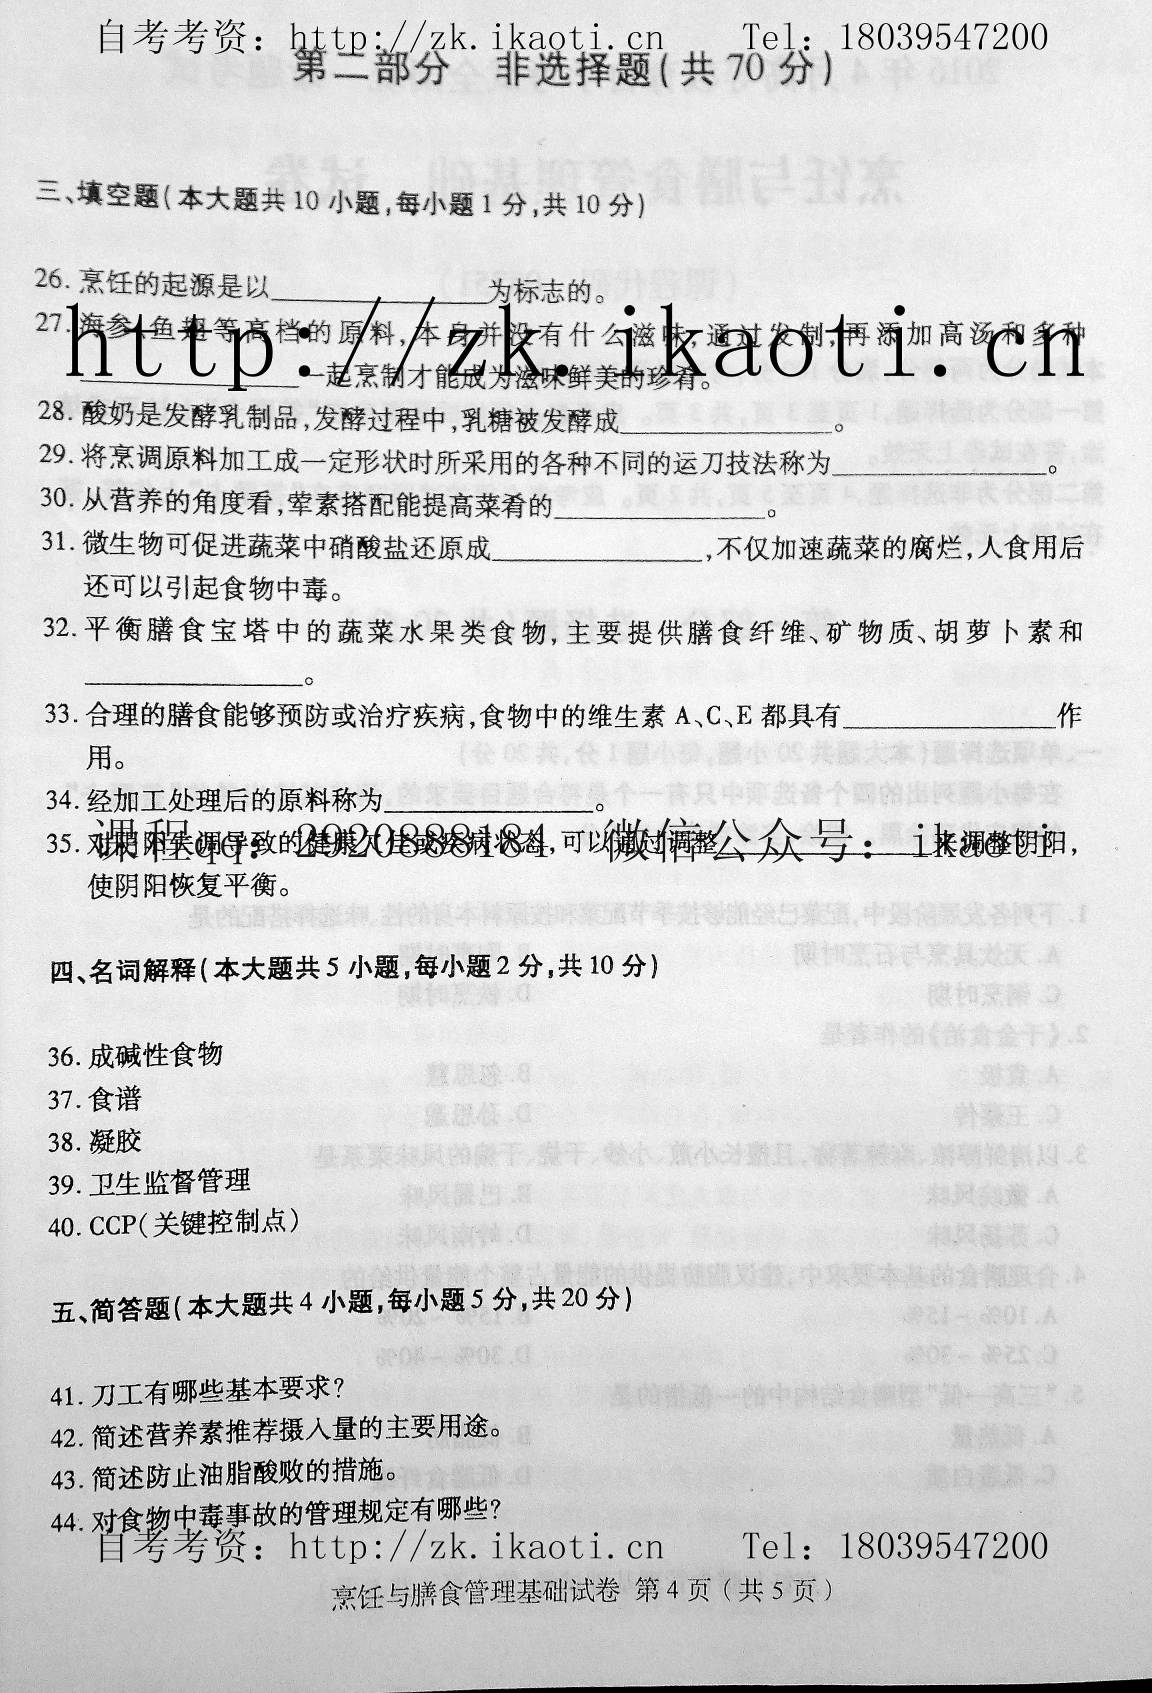 自考考资：http://zk.ikaoti.cn Tel：18039547200
第二部分 非选择题(共70分)
三、填空题(本大题共10小题,每小题1分,共10分)
26. 烹饪的起源是以________为标志的。
http://zk.ikaoti.cn
27. 海参、鱼翅等高档的原料,本身并没有什么滋味,通过发制,再添加高汤和多种
________一起烹制才能成为滋味鲜美的珍肴。
28. 酸奶是发酵乳制品,发酵过程中,乳糖被发酵成________。
29. 将烹调原料加工成一定形状时所采用的各种不同的运刀技法称为________。
30. 从营养的角度看,荤素搭配能提高菜肴的________。
31. 微生物可促进蔬菜中硝酸盐还原成________,不仅加速蔬菜的腐烂,人食用后
还可以引起食物中毒。
32. 平衡膳食宝塔中的蔬菜水果类食物,主要提供膳食纤维、矿物质、胡萝卜素和
________。
33. 合理的膳食能够预防或治疗疾病,食物中的维生素 A、C、E 都具有________作
用。
34. 经加工处理后的原料称为________。
课程qq：2920888184 微信公众号：ikaoti
35. 对阴阳失调导致的健康不佳或疾病状态,可以通过调整________来调整阴阳,
使阴阳恢复平衡。
四、名词解释(本大题共5小题,每小题2分,共10分)
36. 成碱性食物
37. 食谱
38. 凝胶
39. 卫生监督管理
40. CCP(关键控制点)
五、简答题(本大题共4小题,每小题5分,共20分)
41. 刀工有哪些基本要求?
42. 简述营养素推荐摄入量的主要用途。
43. 简述防止油脂酸败的措施。
44. 对食物中毒事故的管理规定有哪些?
自考考资：http://zk.ikaoti.cn Tel：18039547200
烹饪与膳食管理基础试卷 第4页(共5页)